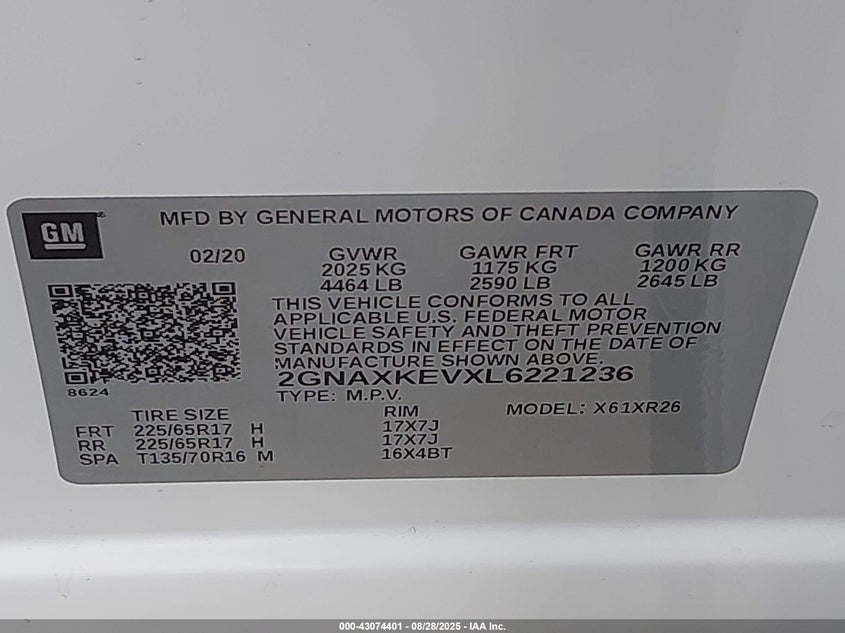 GM ®
MFD BY GENERAL MOTORS OF CANADA COMPANY
02/20 GVWR GAWR FRT GAWR RR
2025 KG 1175 KG 1200 KG
4464 LB 2590 LB 2645 LB
THIS VEHICLE CONFORMS TO ALL
APPLICABLE U.S. FEDERAL MOTOR
VEHICLE SAFETY AND THEFT PREVENTION
STANDARDS IN EFFECT ON THE DATE OF
MANUFACTURE SHOWN ABOVE.
8624
2GNAXKEVXL6221236
TYPE: M.P.V.
TIRE SIZE RIM MODEL: X61XR26
FRT 225/65R17 H 17X7J
RR 225/65R17 H 17X7J
SPA T135/70R16 M 16X4BT
000-43074401 - 08/28/2025 - IAA Inc.